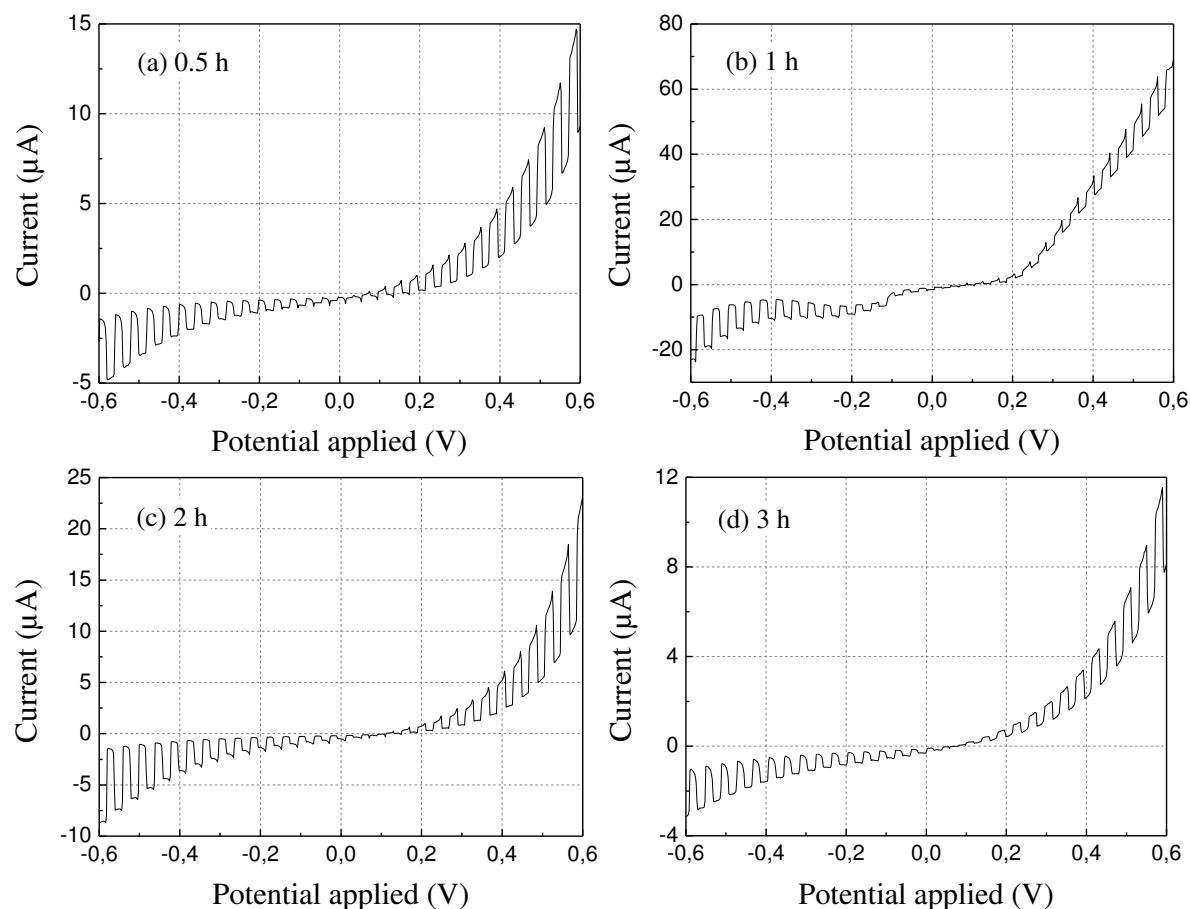 (a) 0.5 h
15
10
5
0
-5
-0,6 -0,4 -0,2 0,0 0,2 0,4 0,6
Current (µA)
Potential applied (V)
(b) 1 h
80
60
40
20
0
-20
-0,6 -0,4 -0,2 0,0 0,2 0,4 0,6
Current (µA)
Potential applied (V)
(c) 2 h
25
20
15
10
5
0
-5
-10
-0,6 -0,4 -0,2 0,0 0,2 0,4 0,6
Current (µA)
Potential applied (V)
(d) 3 h
12
8
4
0
-4
-0,6 -0,4 -0,2 0,0 0,2 0,4 0,6
Current (µA)
Potential applied (V)